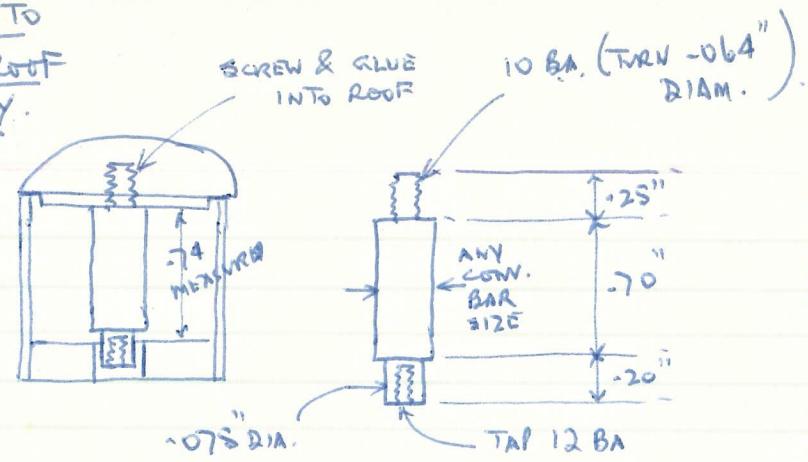 TO
ROOF
SCREW & GLUE
INTO ROOF
10 BA. (TURN .064"
DIAM.)
.25"
.74
MEASURED
ANY
CONV.
BAR
SIZE
.70"
.20"
.075" DIA.
TAP 12 BA